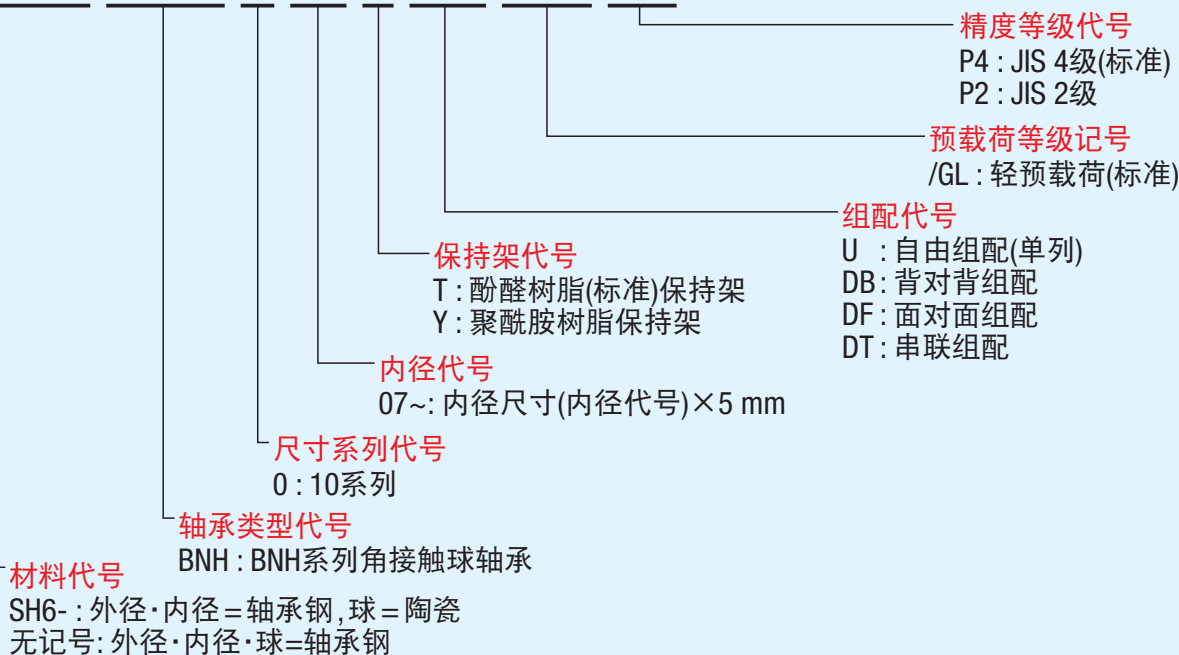 精度等级代号
P4 : JIS 4级(标准)
P2 : JIS 2级
预载荷等级记号
/GL : 轻预载荷(标准)
组配代号
U : 自由组配(单列)
DB : 背对背组配
DF : 面对面组配
DT : 串联组配
保持架代号
T : 酚醛树脂(标准)保持架
Y : 聚酰胺树脂保持架
内径代号
07~: 内径尺寸(内径代号)×5 mm
尺寸系列代号
0 : 10系列
轴承类型代号
BNH : BNH系列角接触球轴承
材料代号
SH6- : 外径·内径=轴承钢,球=陶瓷
无记号: 外径·内径·球=轴承钢